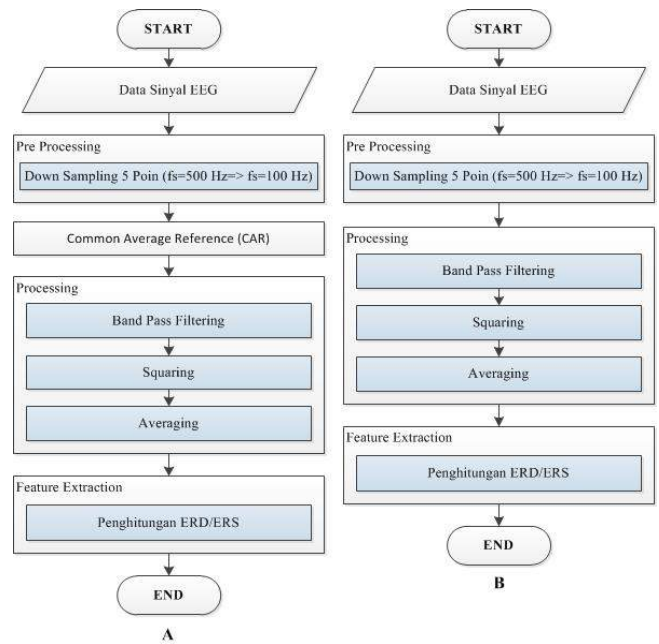 START
Data Sinyal EEG
Pre Processing
Down Sampling 5 Poin (fs=500 Hz=> fs=100 Hz)
Common Average Reference (CAR)
Processing
Band Pass Filtering
Squaring
Averaging
Feature Extraction
Penghitungan ERD/ERS
END
A
START
Data Sinyal EEG
Pre Processing
Down Sampling 5 Poin (fs=500 Hz=> fs=100 Hz)
Processing
Band Pass Filtering
Squaring
Averaging
Feature Extraction
Penghitungan ERD/ERS
END
B